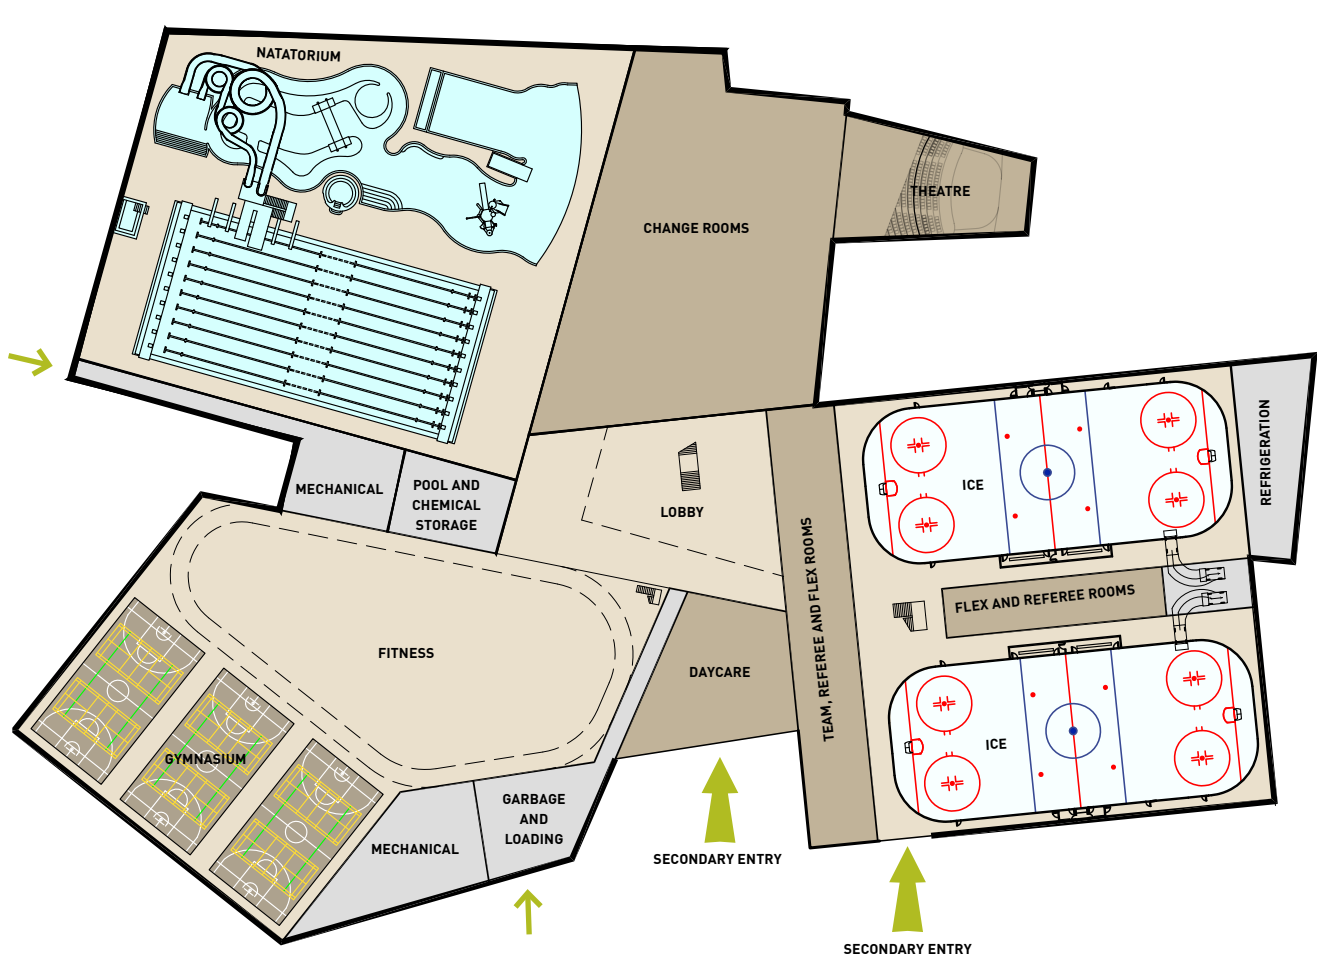 NATATORIUM
THEATRE
CHANGE ROOMS
REFRIGERATION
MECHANICAL
POOL AND
CHEMICAL
STORAGE
LOBBY
ICE
TEAM, REFEREE AND FLEX ROOMS
FLEX AND REFEREE ROOMS
FITNESS
DAYCARE
ICE
GYMNASIUM
GARBAGE
AND
LOADING
MECHANICAL
SECONDARY ENTRY
SECONDARY ENTRY